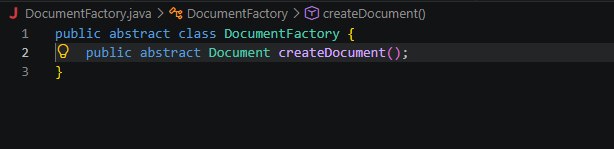 DocumentFactory.java > DocumentFactory > createDocument()
1 public abstract class DocumentFactory {
2 public abstract Document createDocument();
3 }